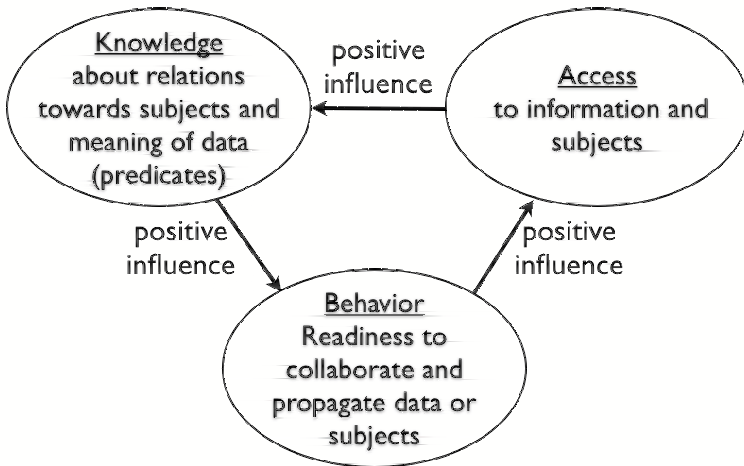 Knowledge
about relations
towards subjects and
meaning of data
(predicates)
positive
influence
Access
to information and
subjects
positive
influence
positive
influence
Behavior
Readiness to
collaborate and
propagate data or
subjects